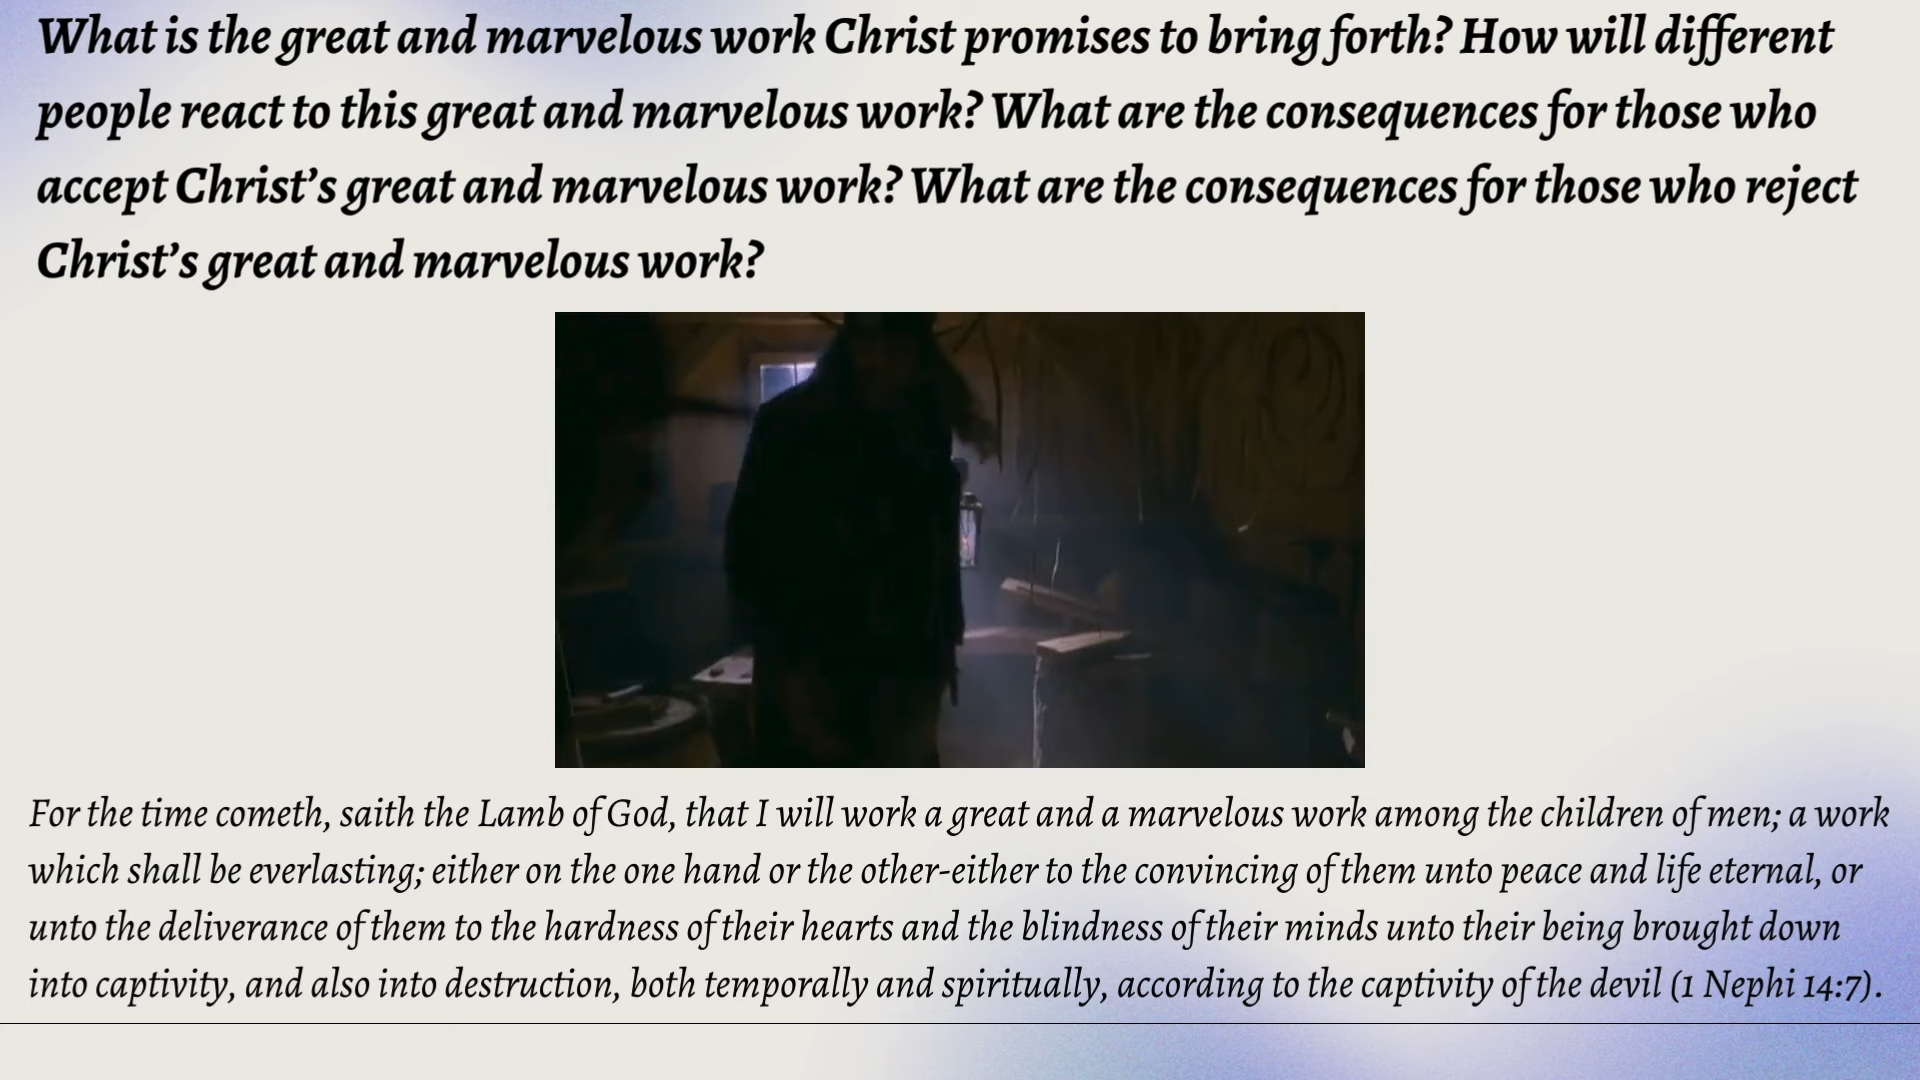 What is the great and marvelous work Christ promises to bring forth? How will different
people react to this great and marvelous work? What are the consequences for those who
accept Christ’s great and marvelous work? What are the consequences for those who reject
Christ’s great and marvelous work?
For the time cometh, saith the Lamb of God, that I will work a great and a marvelous work among the children of men; a work
which shall be everlasting; either on the one hand or the other-either to the convincing of them unto peace and life eternal, or
unto the deliverance of them to the hardness of their hearts and the blindness of their minds unto their being brought down
into captivity, and also into destruction, both temporally and spiritually, according to the captivity of the devil (1 Nephi 14:7).